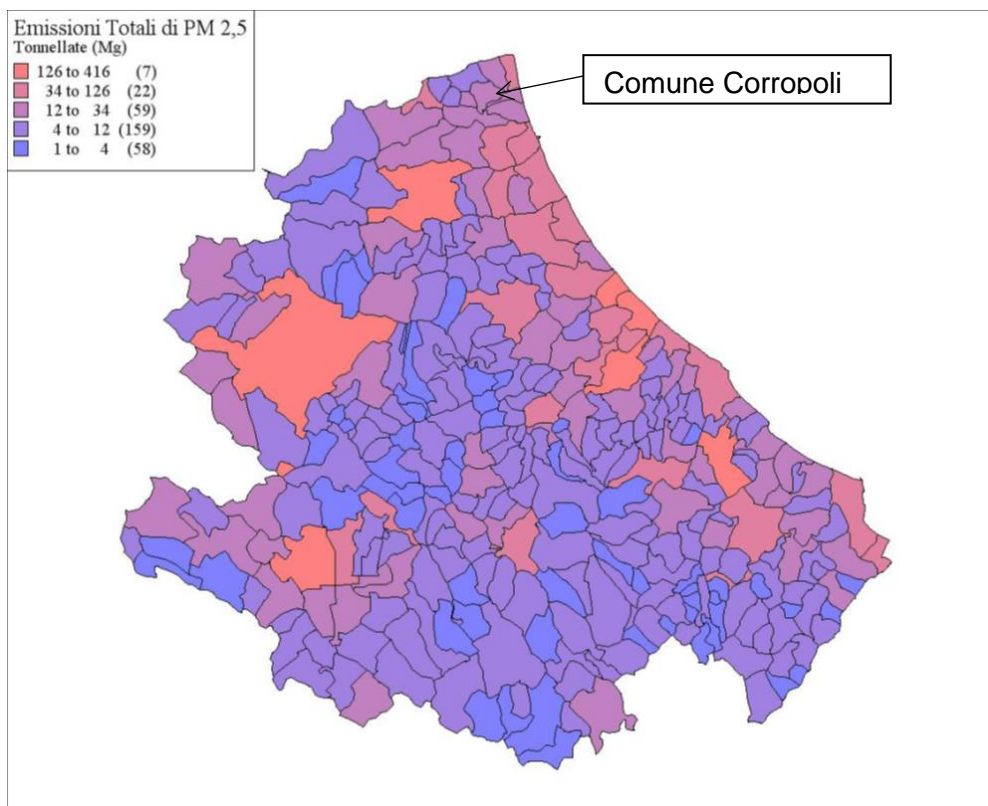 Emissioni Totali di PM 2,5
Tonnellate (Mg)
126 to 416 (7)
34 to 126 (22)
12 to 34 (59)
4 to 12 (159)
1 to 4 (58)
Comune Corropoli